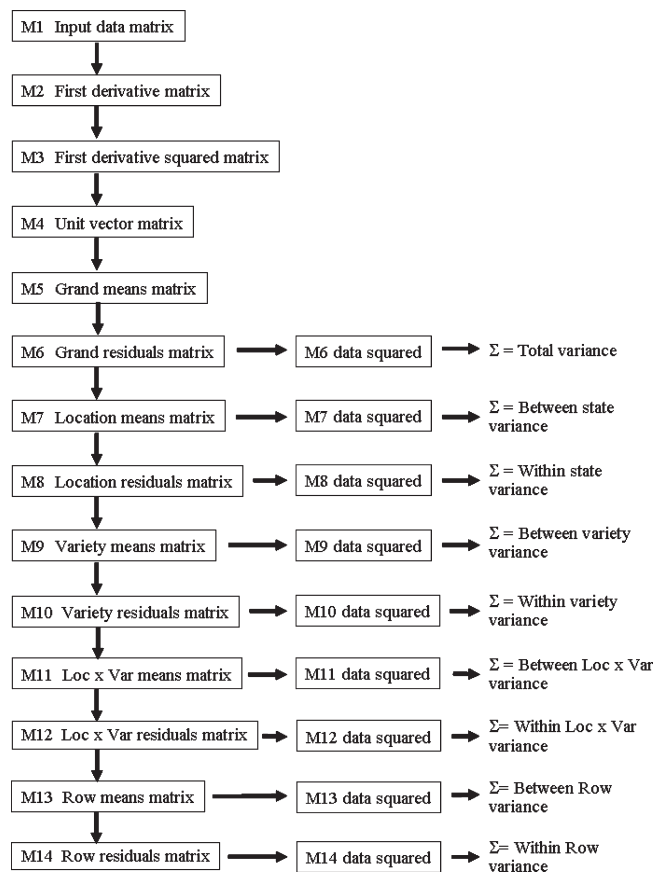 M1 Input data matrix
M2 First derivative matrix
M3 First derivative squared matrix
M4 Unit vector matrix
M5 Grand means matrix
M6 Grand residuals matrix
M6 data squared
Σ = Total variance
M7 Location means matrix
M7 data squared
Σ = Between state
variance
M8 Location residuals matrix
M8 data squared
Σ = Within state
variance
M9 Variety means matrix
M9 data squared
Σ = Between variety
variance
M10 Variety residuals matrix
M10 data squared
Σ = Within variety
variance
M11 Loc x Var means matrix
M11 data squared
Σ = Between Loc x Var
variance
M12 Loc x Var residuals matrix
M12 data squared
Σ= Within Loc x Var
variance
M13 Row means matrix
M13 data squared
Σ= Between Row
variance
M14 Row residuals matrix
M14 data squared
Σ= Within Row
variance